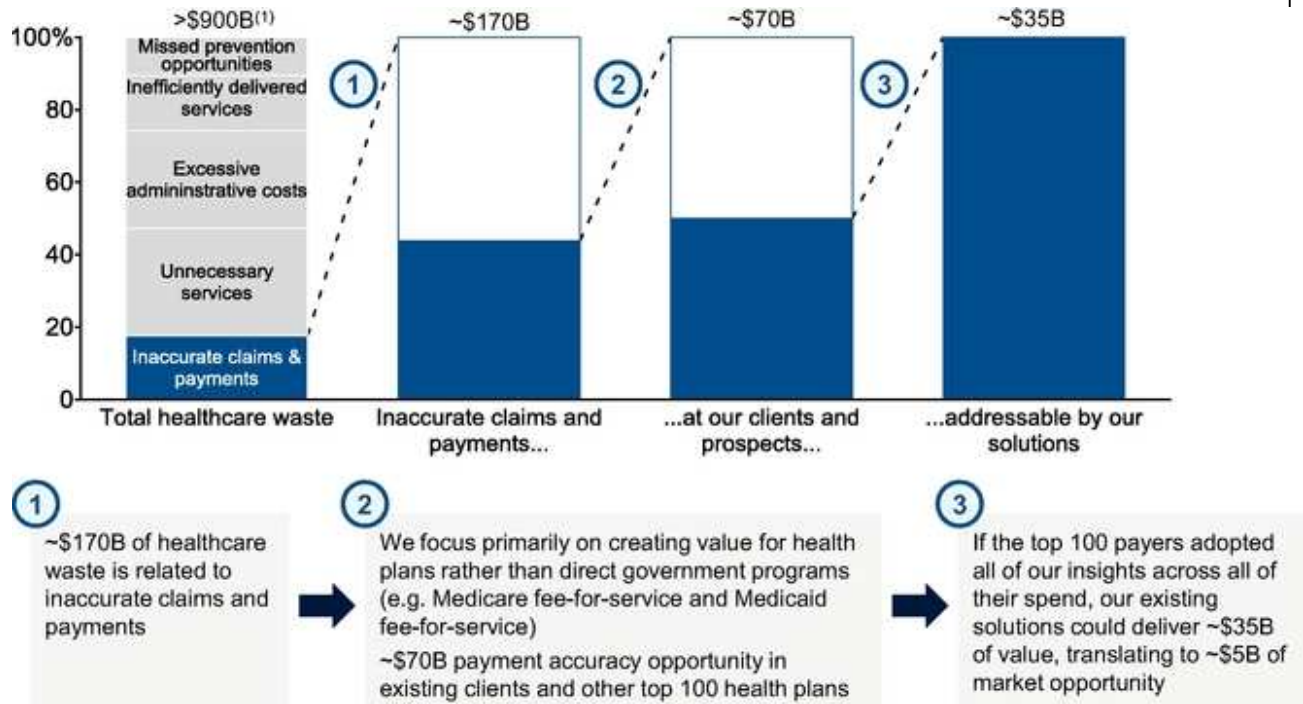 >$900B(1)
~$170B
~$70B
~$35B
100%
80
60
40
20
0
Missed prevention
opportunities
Inefficiently delivered
services
Excessive
admininstrative costs
Unnecessary
services
Inaccurate claims &
payments
1
2
3
Total healthcare waste
Inaccurate claims and
payments...
...at our clients and
prospects...
...addressable by our
solutions
1
~$170B of healthcare
waste is related to
inaccurate claims and
payments
2
We focus primarily on creating value for health
plans rather than direct government programs
(e.g. Medicare fee-for-service and Medicaid
fee-for-service)
~$70B payment accuracy opportunity in
existing clients and other top 100 health plans
3
If the top 100 payers adopted
all of our insights across all of
their spend, our existing
solutions could deliver ~$35B
of value, translating to ~$5B of
market opportunity